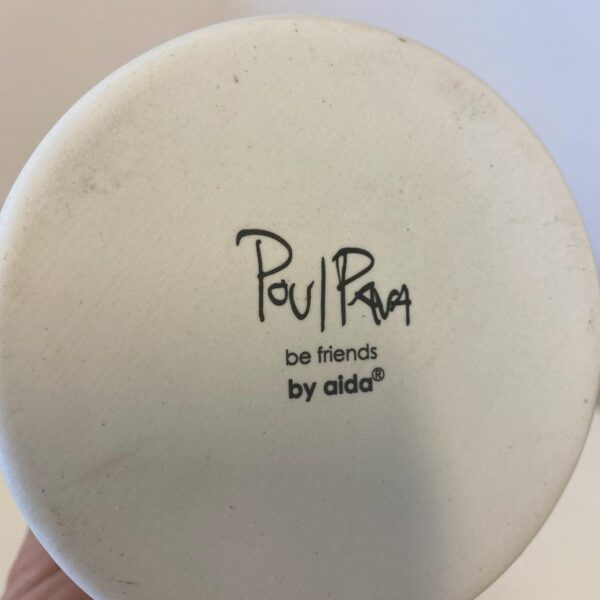 Poul Pava
be friends
by aida®